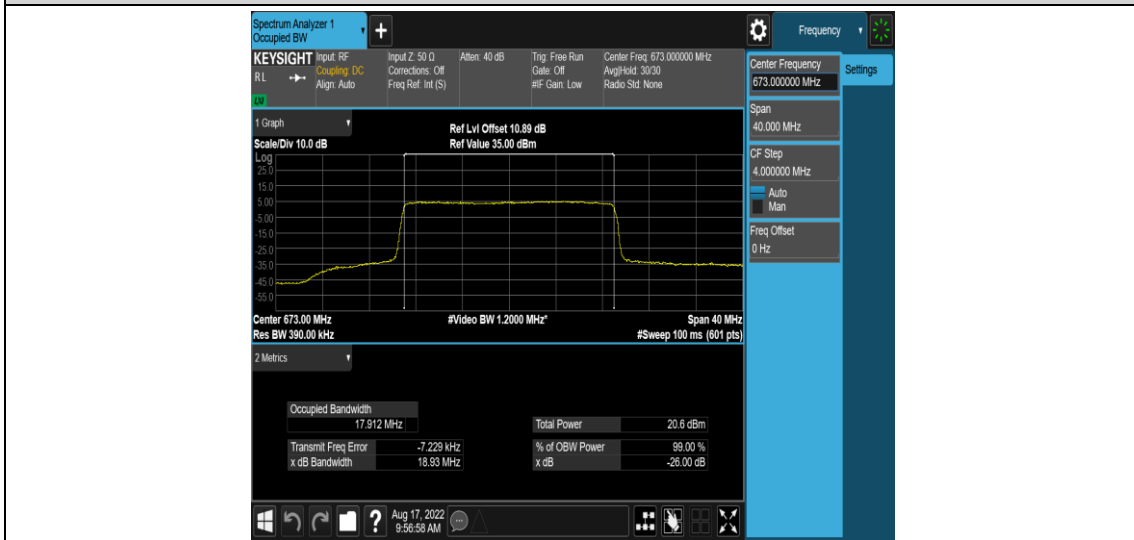 Spectrum Analyzer 1
Occupied BW
+
Frequency
KEYSIGHT
RL
LXI
Input: RF
Coupling: DC
Align: Auto
Input Z: 50 Ω
Corrections: Off
Freq Ref: Int (S)
Atten: 40 dB
Trig: Free Run
Gate: Off
#IF Gain: Low
Center Freq: 673.000000 MHz
Avg|Hold: 30/30
Radio Std: None
Center Frequency
673.000000 MHz
Settings
Span
40.000 MHz
CF Step
4.000000 MHz
Auto
Man
Freq Offset
0 Hz
1 Graph
Scale/Div 10.0 dB
Ref Lvl Offset 10.89 dB
Ref Value 35.00 dBm
Log
25.0
15.0
5.00
-5.00
-15.0
-25.0
-35.0
-45.0
-55.0
Center 673.00 MHz
#Video BW 1.2000 MHz*
Span 40 MHz
Res BW 390.00 kHz
#Sweep 100 ms (601 pts)
2 Metrics
Occupied Bandwidth
17.912 MHz
Total Power 20.6 dBm
Transmit Freq Error -7.229 kHz
% of OBW Power 99.00 %
x dB Bandwidth 18.93 MHz
x dB -26.00 dB
?
Aug 17, 2022
9:56:58 AM